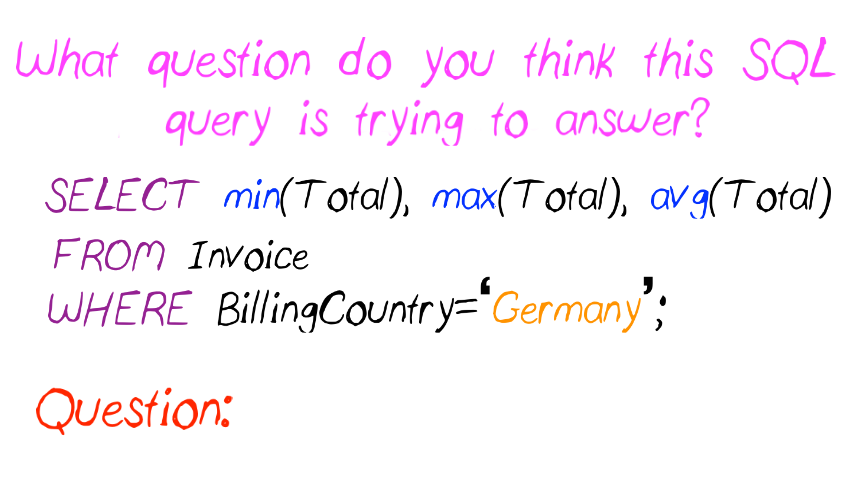 What question do you think this SQL
query is trying to answer?
SELECT min(Total), max(Total), avg(Total)
FROM Invoice
WHERE BillingCountry=‘Germany’;
Question: